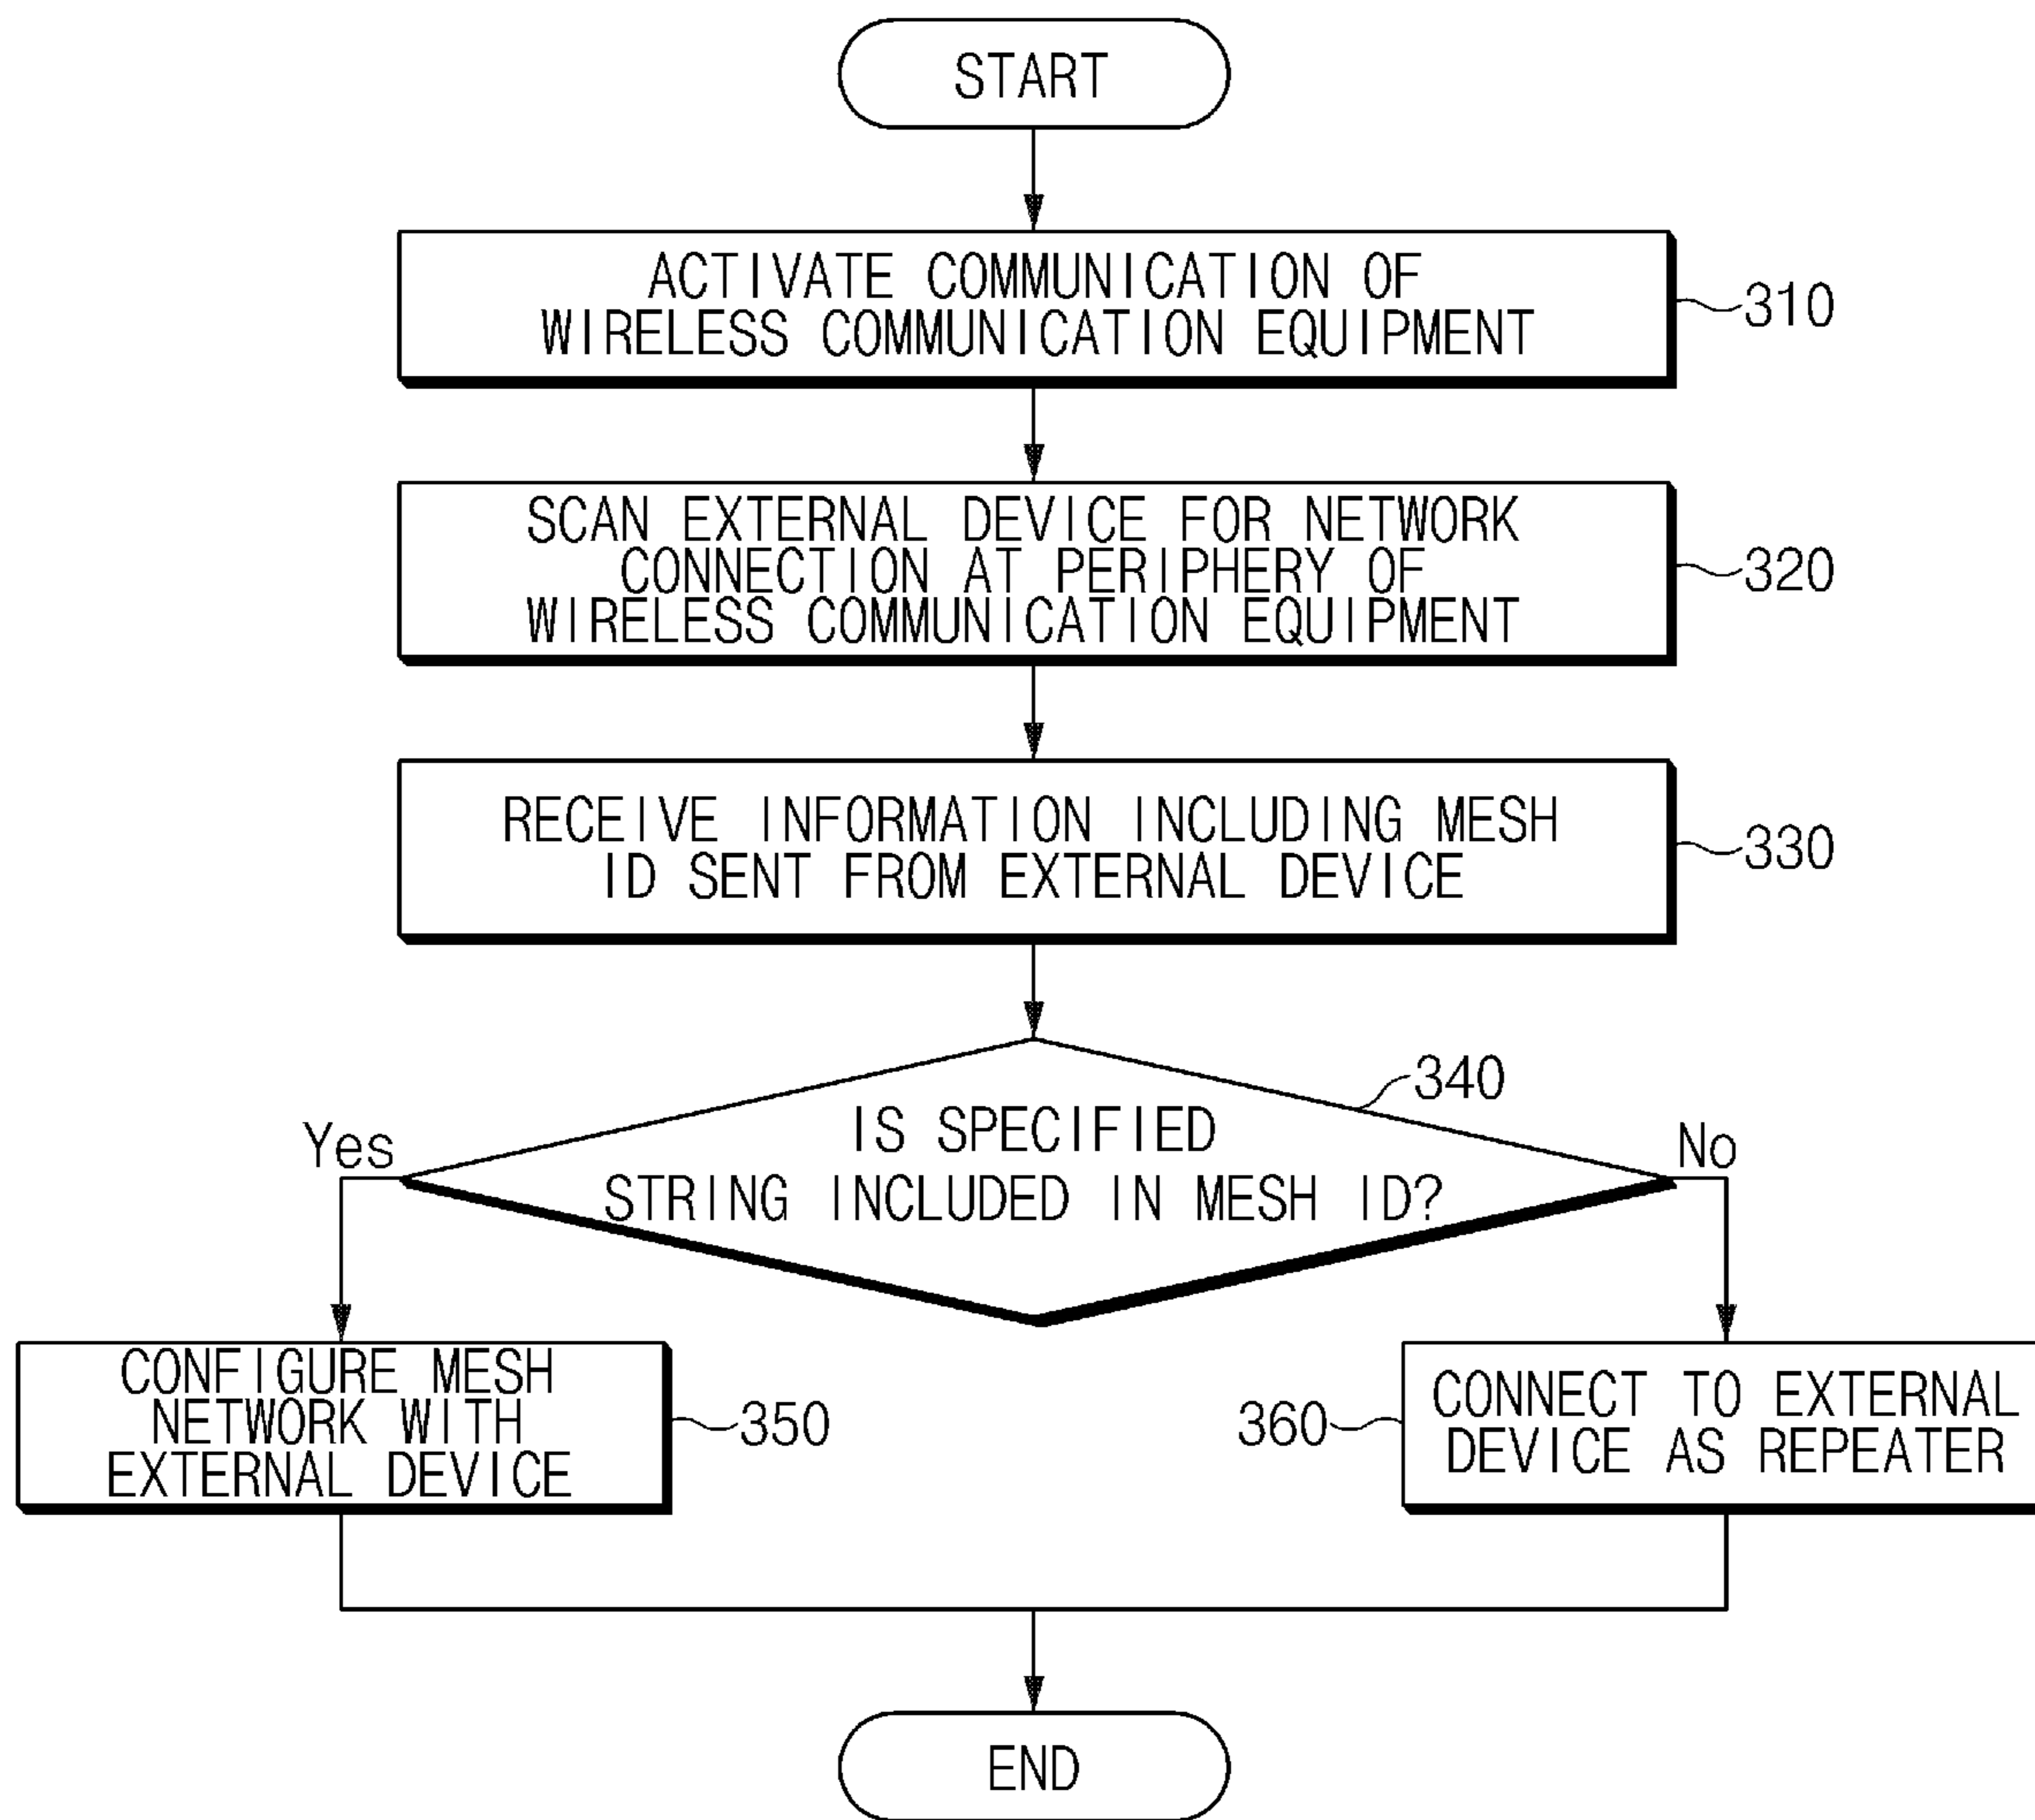 START
ACTIVATE COMMUNICATION OF
WIRELESS COMMUNICATION EQUIPMENT
310
SCAN EXTERNAL DEVICE FOR NETWORK
CONNECTION AT PERIPHERY OF
WIRELESS COMMUNICATION EQUIPMENT
320
RECEIVE INFORMATION INCLUDING MESH
ID SENT FROM EXTERNAL DEVICE
330
340
IS SPECIFIED
STRING INCLUDED IN MESH ID?
Yes
No
CONFIGURE MESH
NETWORK WITH
EXTERNAL DEVICE
350
360
CONNECT TO EXTERNAL
DEVICE AS REPEATER
END